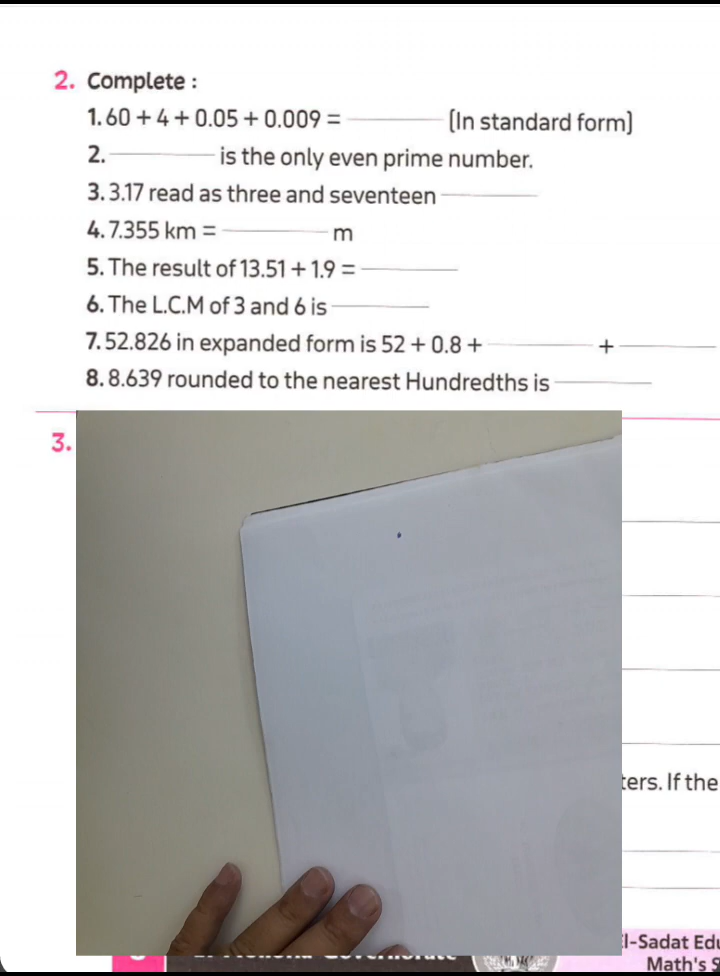 2. Complete :
1. 60 + 4 + 0.05 + 0.009 = (In standard form)
2. is the only even prime number.
3. 3.17 read as three and seventeen
4. 7.355 km = m
5. The result of 13.51 + 1.9 =
6. The L.C.M of 3 and 6 is
7. 52.826 in expanded form is 52 + 0.8 + +
8. 8.639 rounded to the nearest Hundredths is
3.
ters. If the
l-Sadat Edu
Math's S